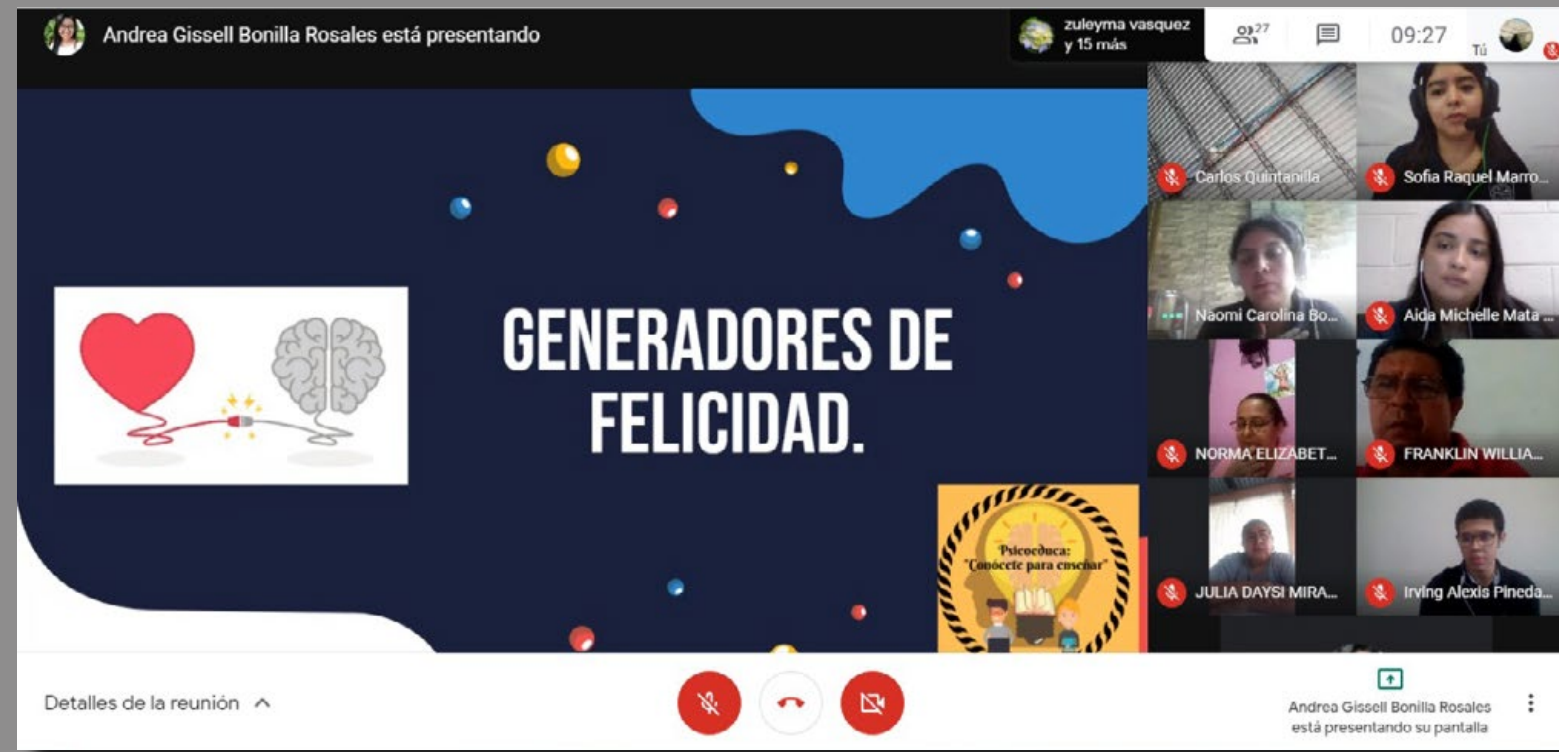 Andrea Gissell Bonilla Rosales está presentando
zuleyma vasquez
y 15 más
27
09:27
Tú
Carlos Quintanilla
Sofia Raquel Marro...
GENERADORES DE
FELICIDAD.
Naomi Carolina Bo...
Aida Michelle Mata ...
NORMA ELIZABET...
FRANKLIN WILLIA...
Psicoeduca:
"Conócete para enseñar"
JULIA DAYSI MIRA...
Irving Alexis Pineda...
Detalles de la reunión
Andrea Gissell Bonilla Rosales
está presentando su pantalla